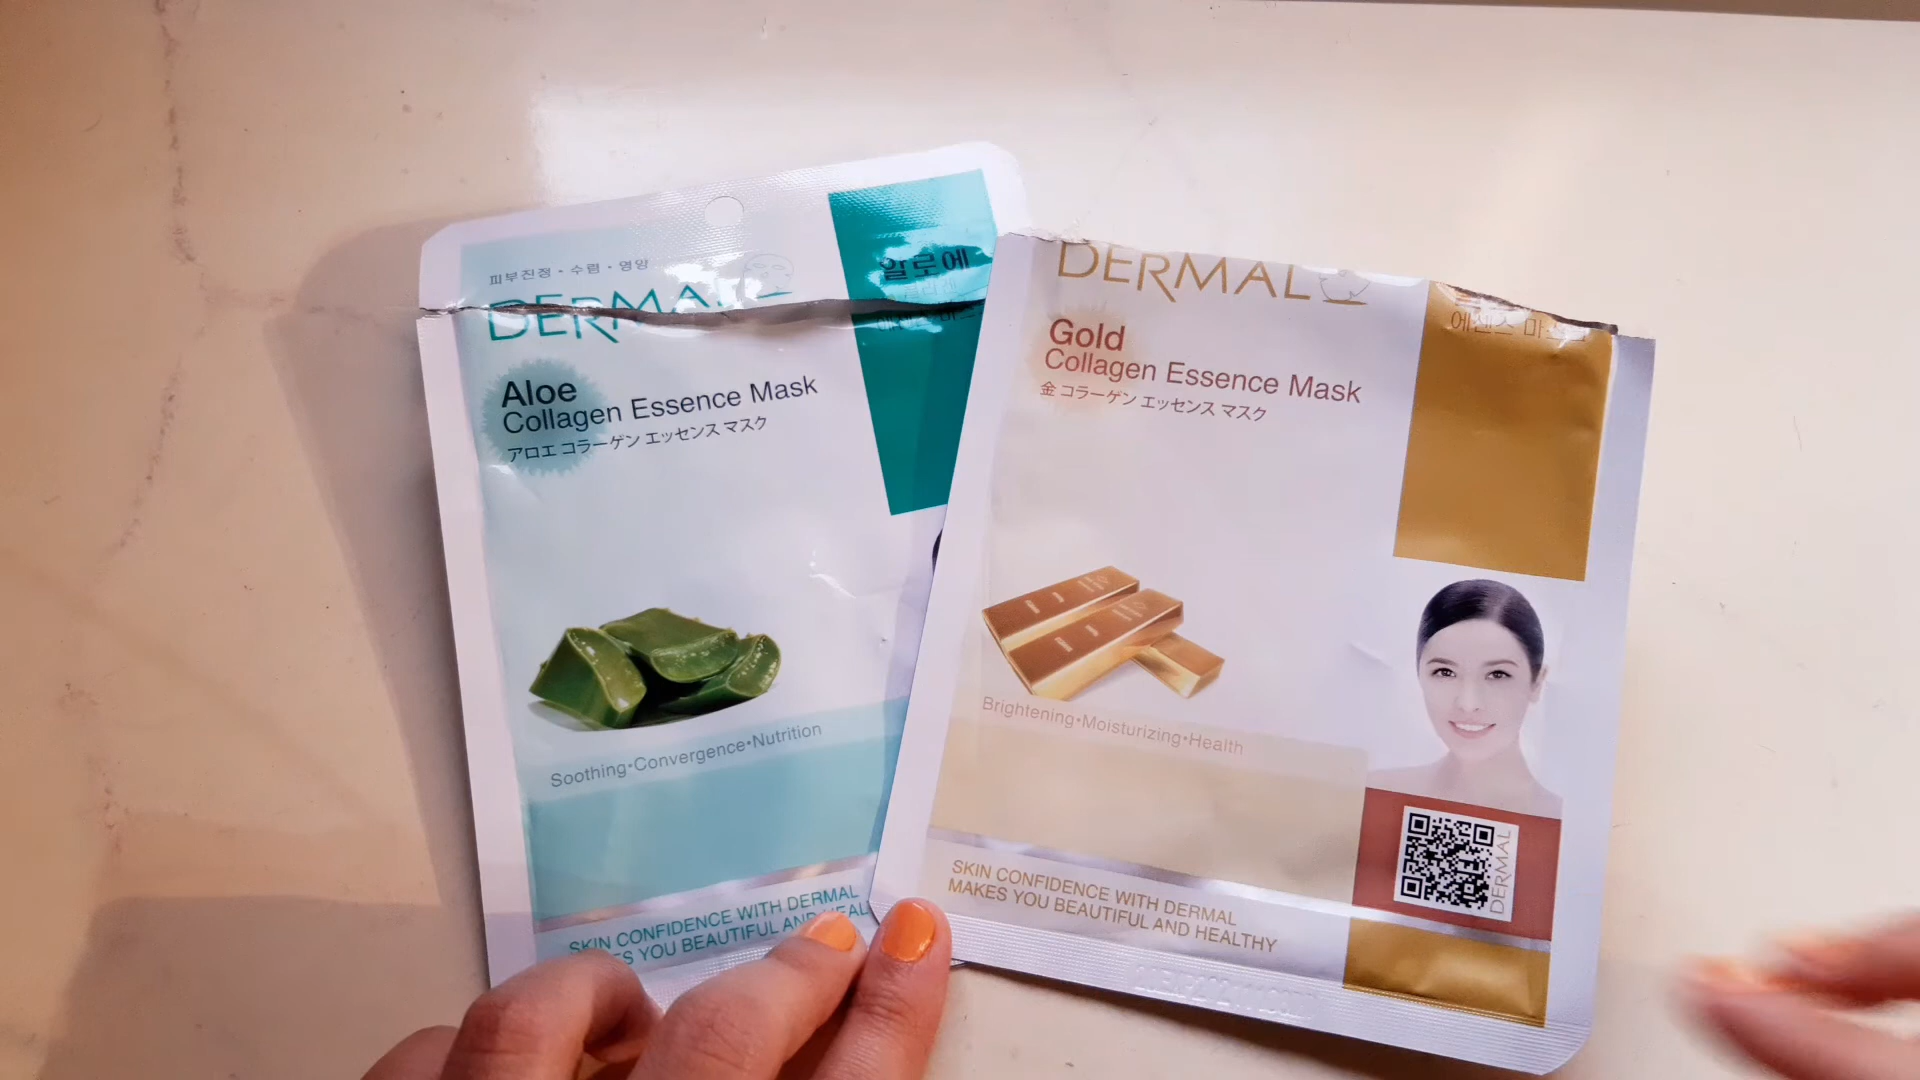 피부진정 · 수렴 · 영양
DERMAL
알로에
Aloe
Collagen Essence Mask
アロエ コラーゲン エッセンス マスク
Soothing•Convergence•Nutrition
SKIN CONFIDENCE WITH DERMAL
YOU BEAUTIFUL AND
DERMAL
에센스 마스크
Gold
Collagen Essence Mask
金 コラーゲン エッセンス マスク
Brightening•Moisturizing•Health
DERMAL
SKIN CONFIDENCE WITH DERMAL
MAKES YOU BEAUTIFUL AND HEALTHY